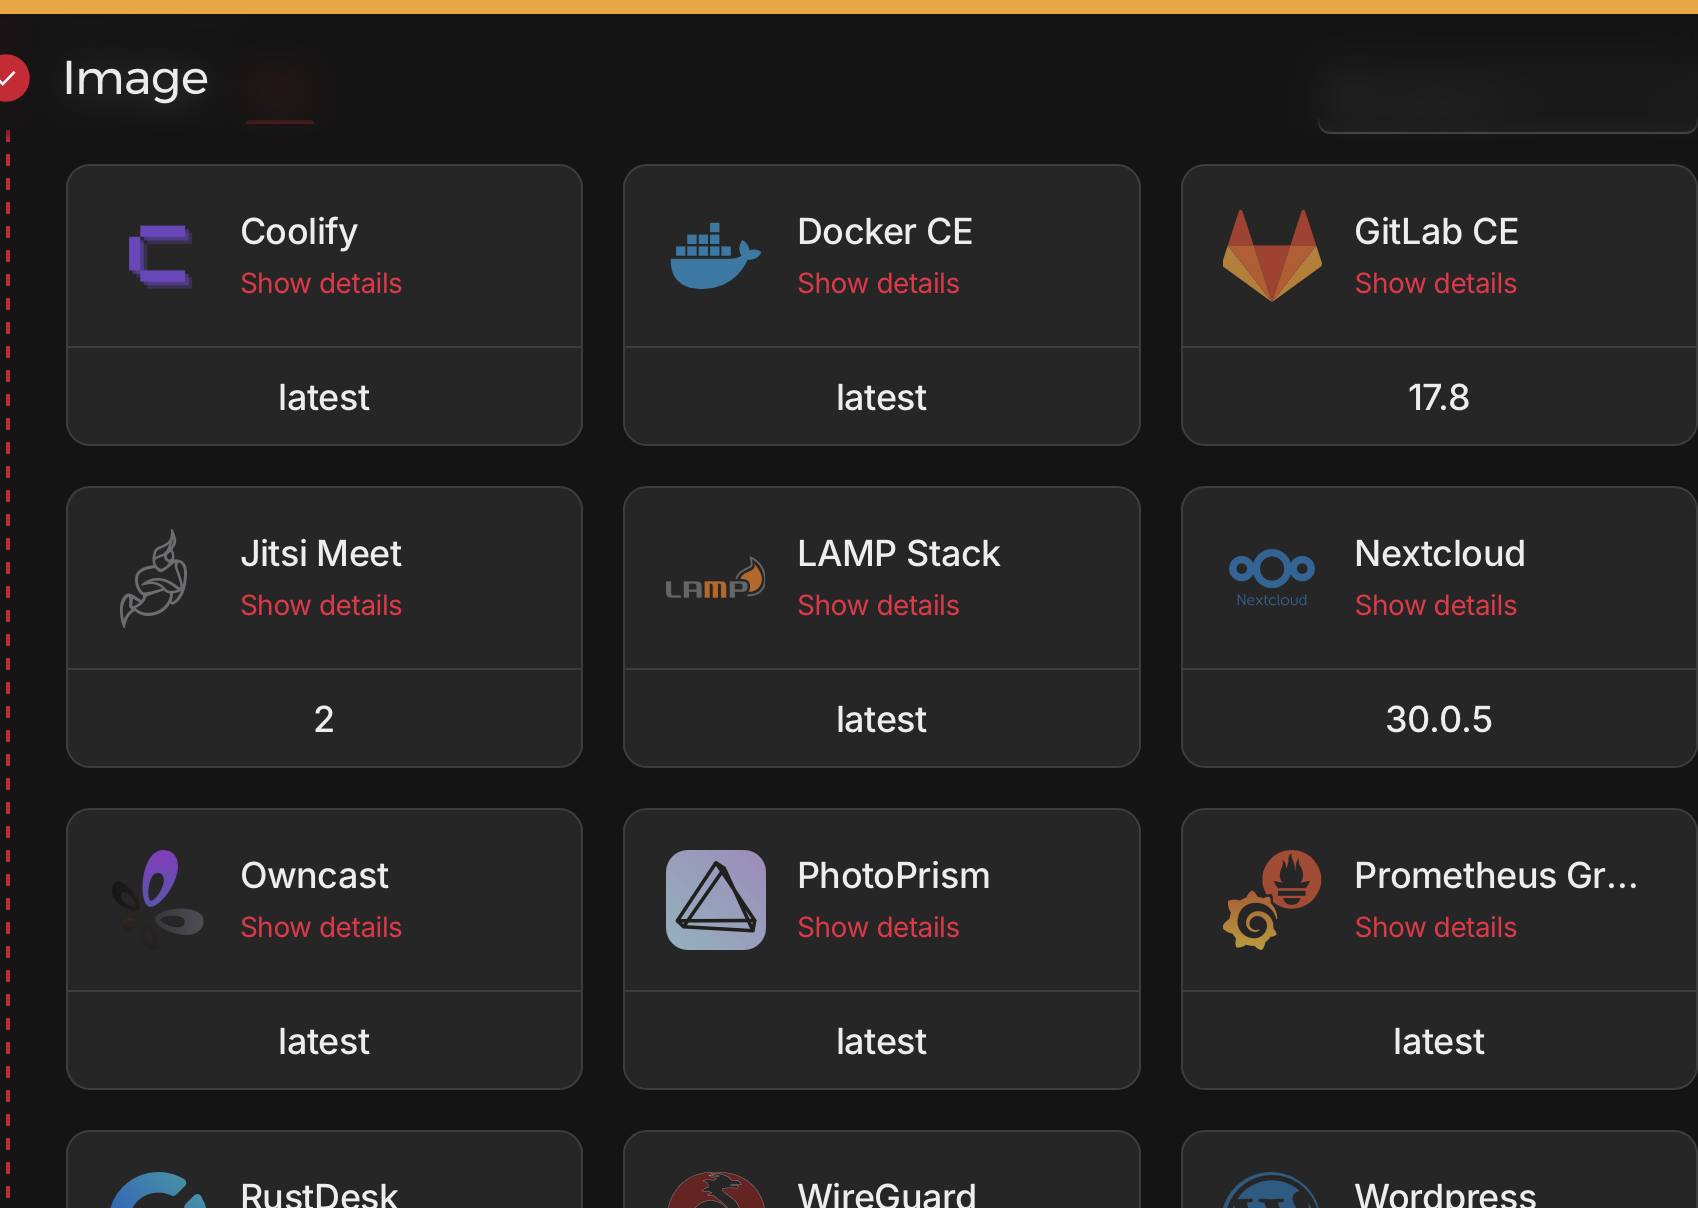 Image
Coolify
Show details
latest
Docker CE
Show details
latest
GitLab CE
Show details
17.8
Jitsi Meet
Show details
2
LAMP
LAMP Stack
Show details
latest
Nextcloud
Nextcloud
Show details
30.0.5
Owncast
Show details
latest
PhotoPrism
Show details
latest
Prometheus Gr...
Show details
latest
RustDesk
WireGuard
Wordpress